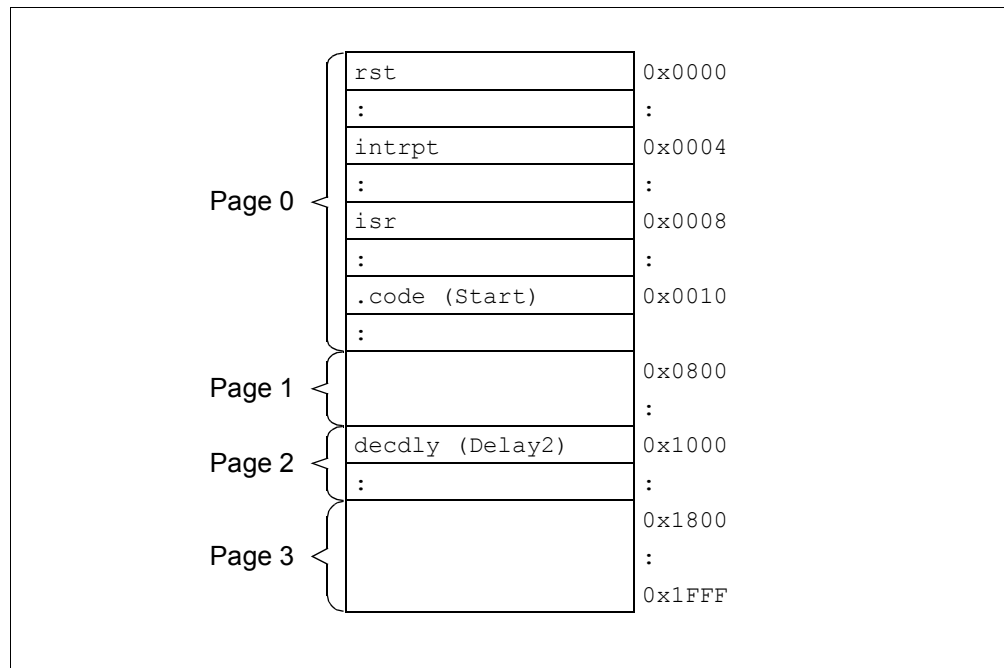 rst 0x0000
: :
intrpt 0x0004
: :
Page 0
isr 0x0008
: :
.code (Start) 0x0010
:
0x0800
Page 1
:
decdly (Delay2) 0x1000
Page 2
: :
0x1800
Page 3 :
0x1FFF